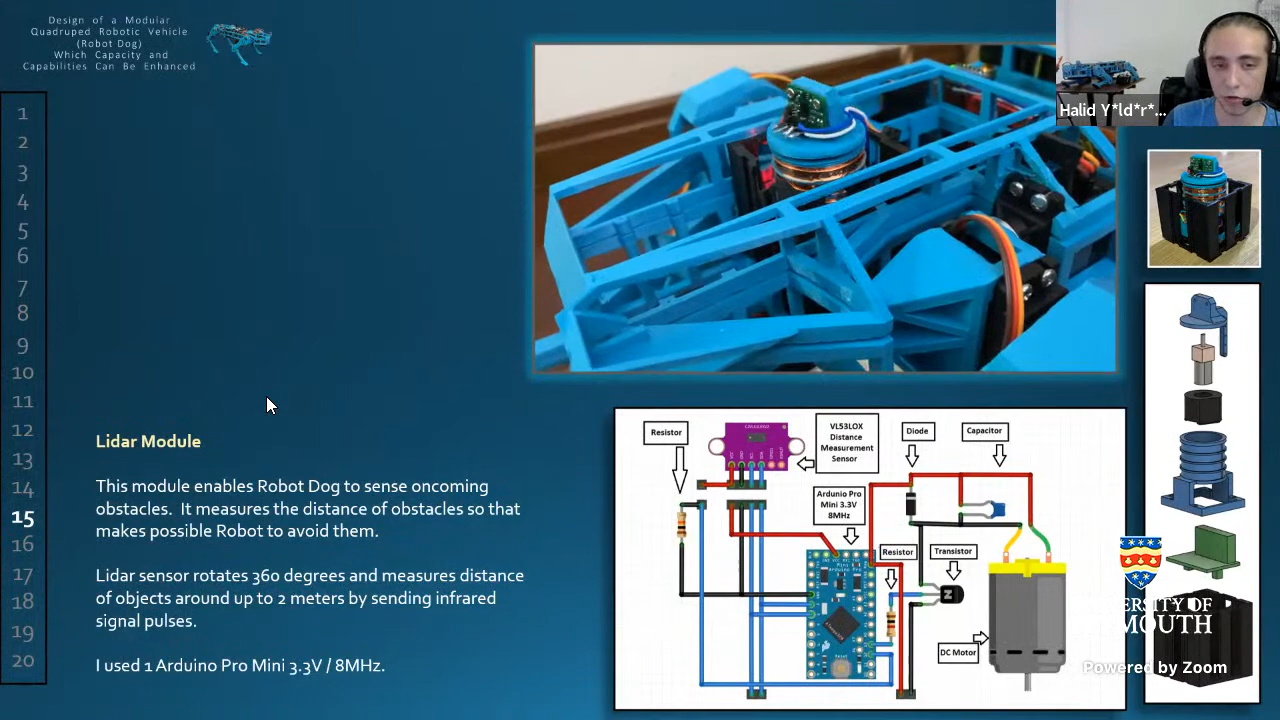 Design of a Modular
Quadruped Robotic Vehicle
(Robot Dog)
Which Capacity and
Capabilities Can Be Enhanced
Halid Y*ld*r*...
1
2
3
4
5
6
7
8
9
10
11
12
13
14
15
16
17
18
19
20
Lidar Module
This module enables Robot Dog to sense oncoming
obstacles. It measures the distance of obstacles so that
makes possible Robot to avoid them.
Lidar sensor rotates 360 degrees and measures distance
of objects around up to 2 meters by sending infrared
signal pulses.
I used 1 Arduino Pro Mini 3.3V / 8MHz.
Resistor
VL53LOX
Distance
Measurement
Sensor
Diode
Capacitor
Ardunio Pro
Mini 3.3V
8MHz
Resistor
Transistor
Z
DC Motor
ERSITY OF
MOUTH
Powered by Zoom